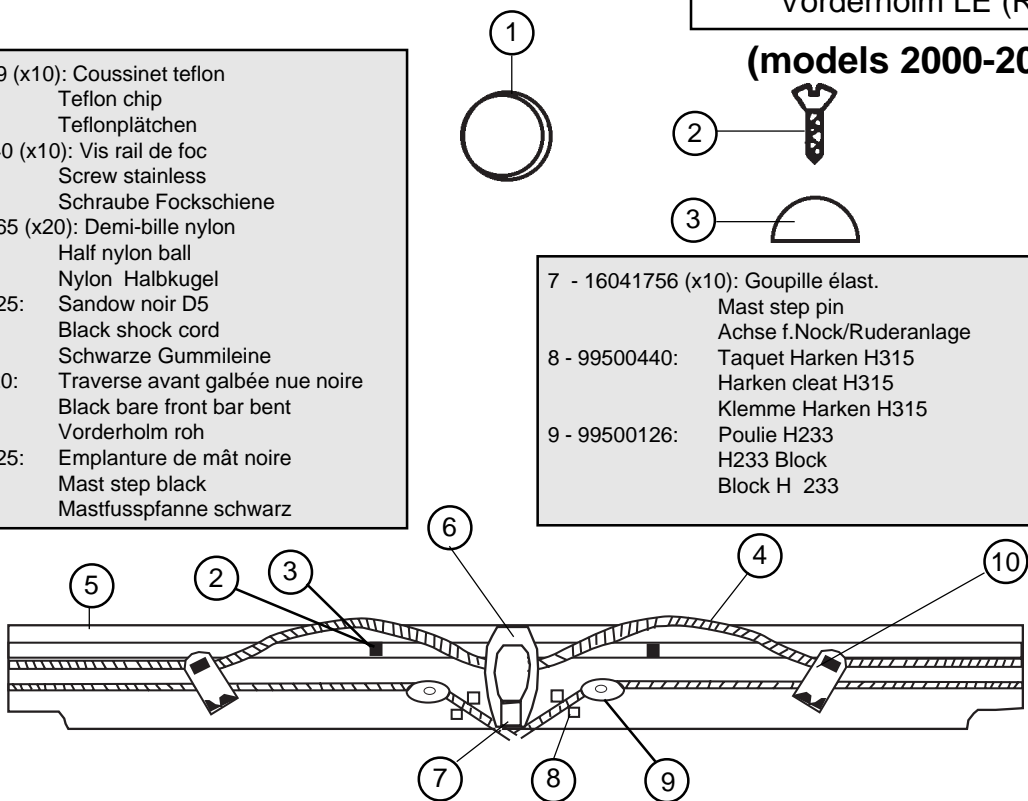 Vorderholm LE (R
(models 2000-20
9 (x10): Coussinet teflon
Teflon chip
Teflonplätchen
0 (x10): Vis rail de foc
Screw stainless
Schraube Fockschiene
65 (x20): Demi-bille nylon
Half nylon ball
Nylon Halbkugel
25: Sandow noir D5
Black shock cord
Schwarze Gummileine
0: Traverse avant galbée nue noire
Black bare front bar bent
Vorderholm roh
25: Emplanture de mât noire
Mast step black
Mastfusspfanne schwarz
1
2
3
7 - 16041756 (x10): Goupille élast.
Mast step pin
Achse f.Nock/Ruderanlage
8 - 99500440: Taquet Harken H315
Harken cleat H315
Klemme Harken H315
9 - 99500126: Poulie H233
H233 Block
Block H 233
5
2
3
6
4
10
7
8
9